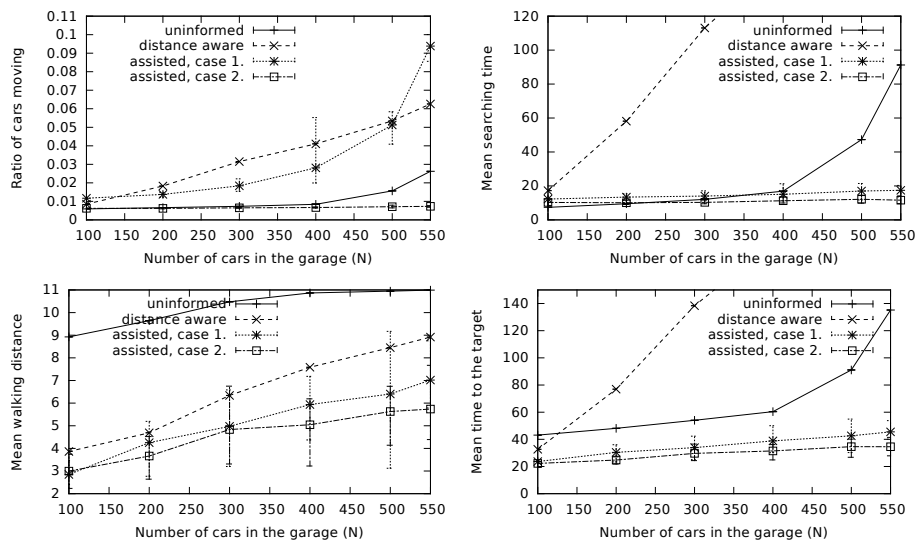 Ratio of cars moving
0.11
0.1
0.09
0.08
0.07
0.06
0.05
0.04
0.03
0.02
0.01
0
uninformed
distance aware
assisted, case 1.
assisted, case 2.
100 150 200 250 300 350 400 450 500 550
Number of cars in the garage (N)
Mean searching time
120
100
80
60
40
20
0
uninformed
distance aware
assisted, case 1.
assisted, case 2.
100 150 200 250 300 350 400 450 500 550
Number of cars in the garage (N)
Mean walking distance
11
10
9
8
7
6
5
4
3
2
uninformed
distance aware
assisted, case 1.
assisted, case 2.
100 150 200 250 300 350 400 450 500 550
Number of cars in the garage (N)
Mean time to the target
140
120
100
80
60
40
20
0
uninformed
distance aware
assisted, case 1.
assisted, case 2.
100 150 200 250 300 350 400 450 500 550
Number of cars in the garage (N)